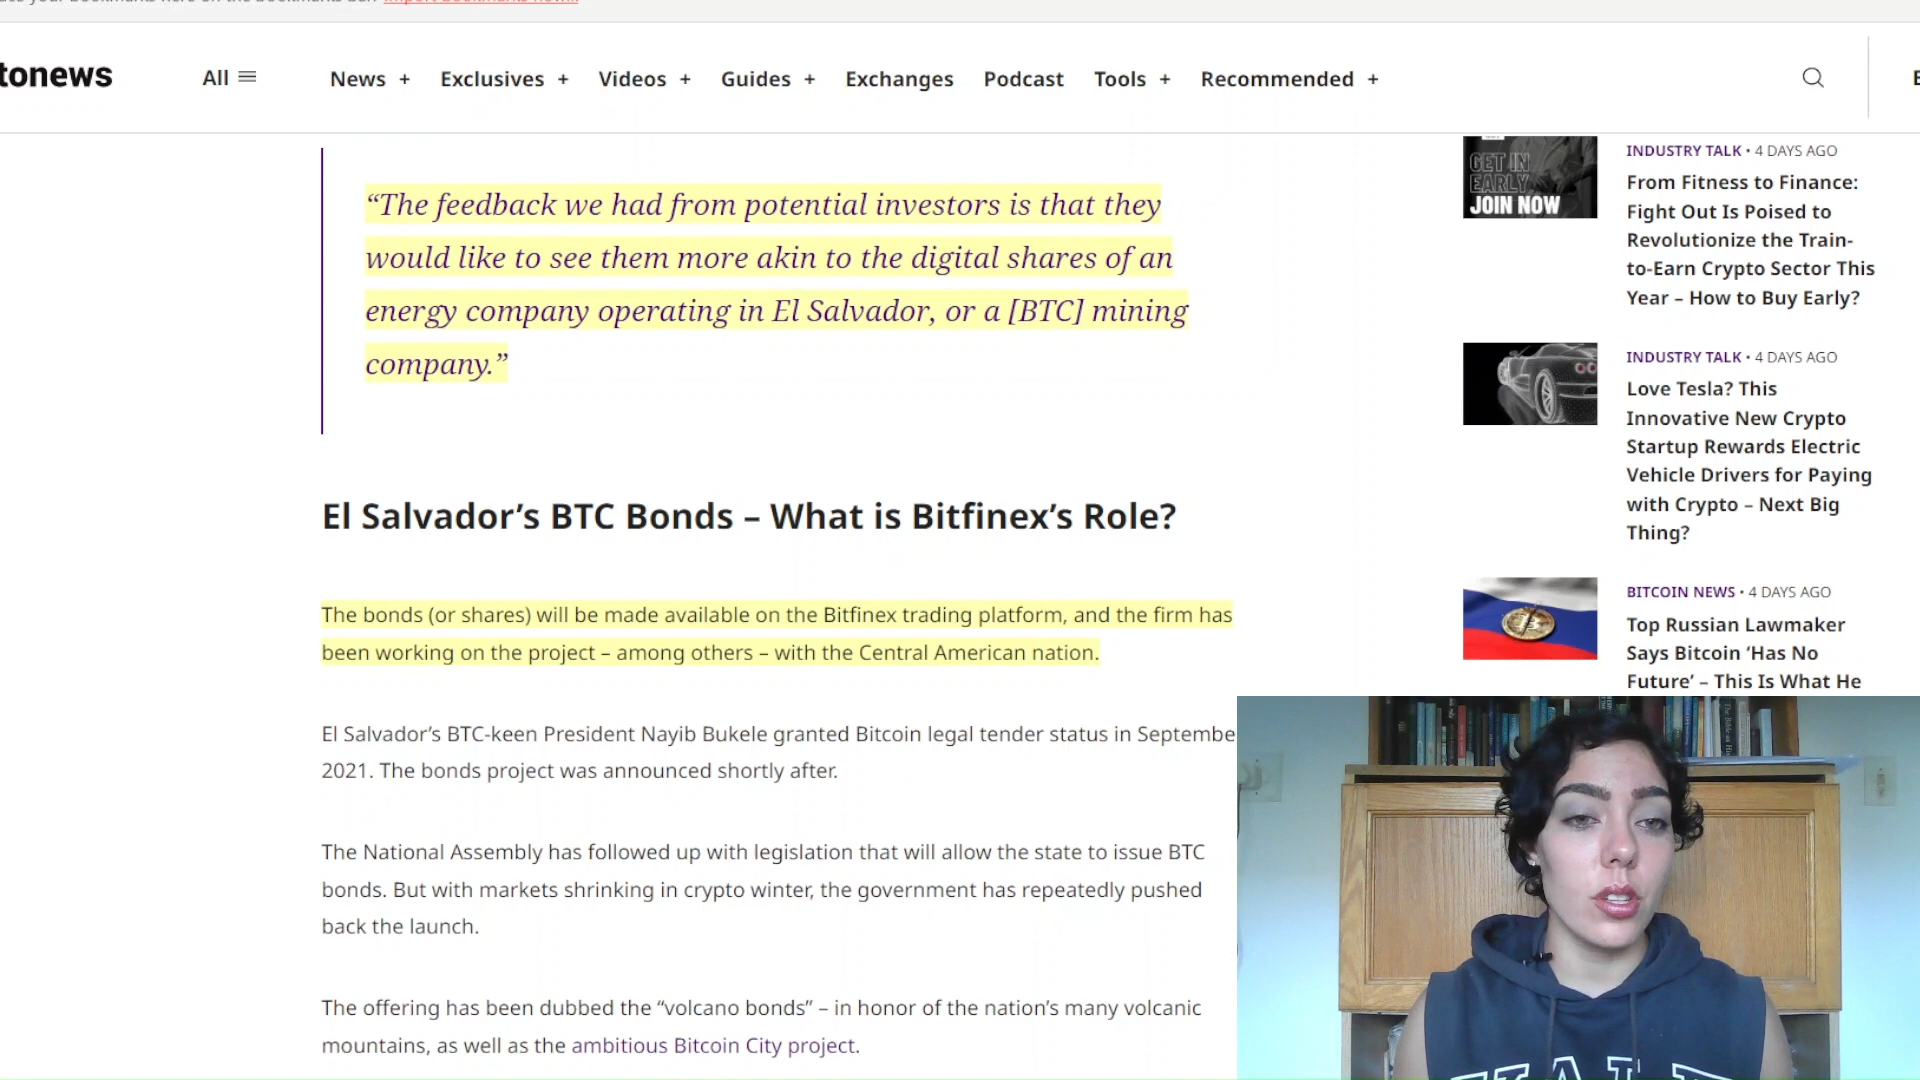 import bookmarks now...
tonews
All
News + Exclusives + Videos + Guides + Exchanges Podcast Tools + Recommended +
“The feedback we had from potential investors is that they
would like to see them more akin to the digital shares of an
energy company operating in El Salvador, or a [BTC] mining
company.”
El Salvador’s BTC Bonds – What is Bitfinex’s Role?
The bonds (or shares) will be made available on the Bitfinex trading platform, and the firm has
been working on the project – among others – with the Central American nation.
El Salvador’s BTC-keen President Nayib Bukele granted Bitcoin legal tender status in Septembe
2021. The bonds project was announced shortly after.
The National Assembly has followed up with legislation that will allow the state to issue BTC
bonds. But with markets shrinking in crypto winter, the government has repeatedly pushed
back the launch.
The offering has been dubbed the “volcano bonds” – in honor of the nation’s many volcanic
mountains, as well as the ambitious Bitcoin City project.
GET IN
EARLY
JOIN NOW
INDUSTRY TALK • 4 DAYS AGO
From Fitness to Finance:
Fight Out Is Poised to
Revolutionize the Train-
to-Earn Crypto Sector This
Year – How to Buy Early?
INDUSTRY TALK • 4 DAYS AGO
Love Tesla? This
Innovative New Crypto
Startup Rewards Electric
Vehicle Drivers for Paying
with Crypto – Next Big
Thing?
BITCOIN NEWS • 4 DAYS AGO
Top Russian Lawmaker
Says Bitcoin ‘Has No
Future’ – This Is What He